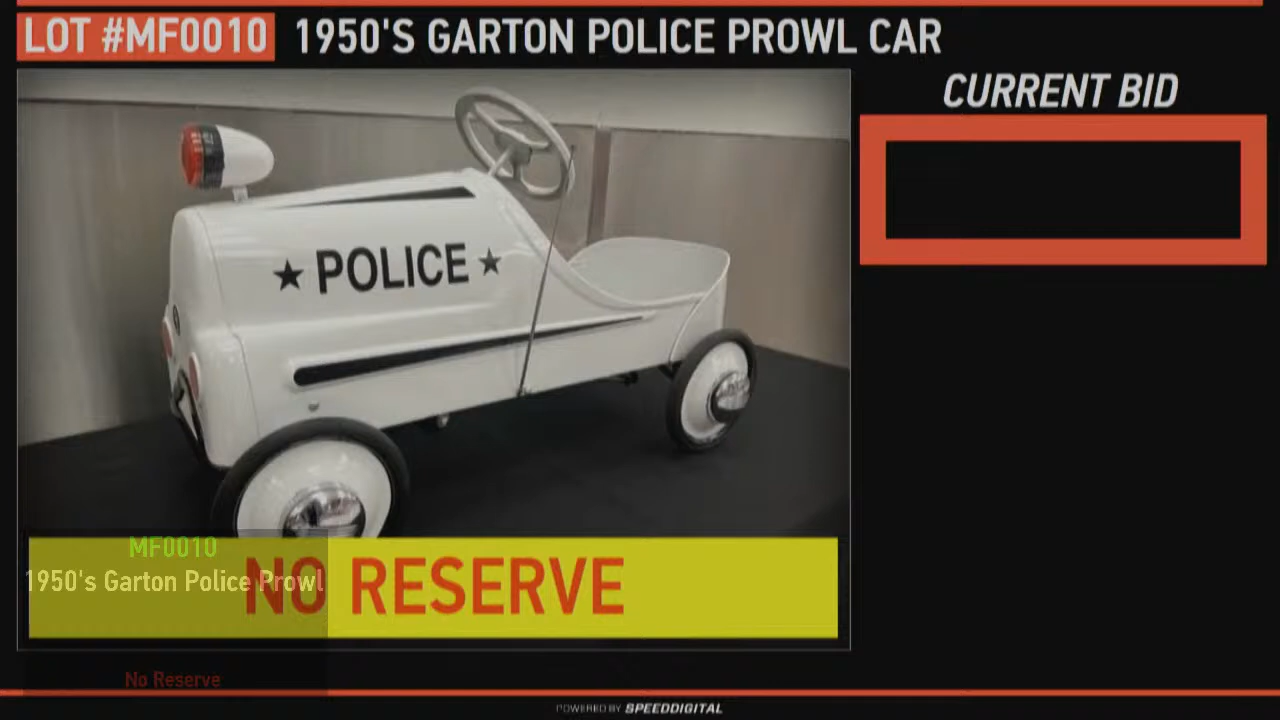 LOT #MF0010 1950'S GARTON POLICE PROWL CAR
CURRENT BID
★ POLICE ★
MF0010
1950's Garton Police Prowl
NO RESERVE
No Reserve
POWERED BY SPEEDDIGITAL